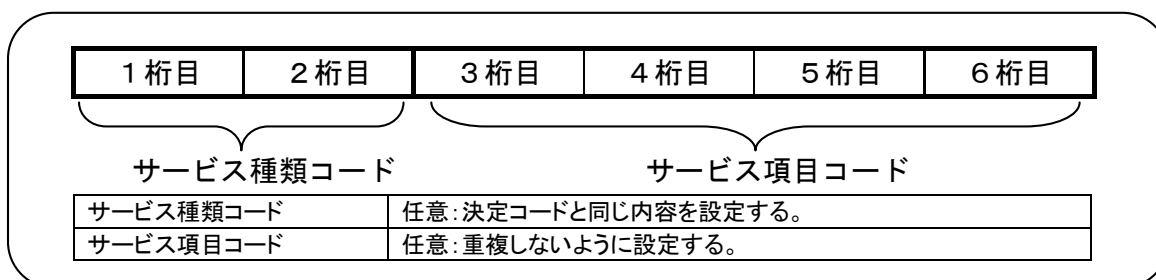 １桁目 ２桁目 ３桁目 ４桁目 ５桁目 ６桁目
サービス種類コード サービス項目コード
サービス種類コード 任意：決定コードと同じ内容を設定する。
サービス項目コード 任意：重複しないように設定する。